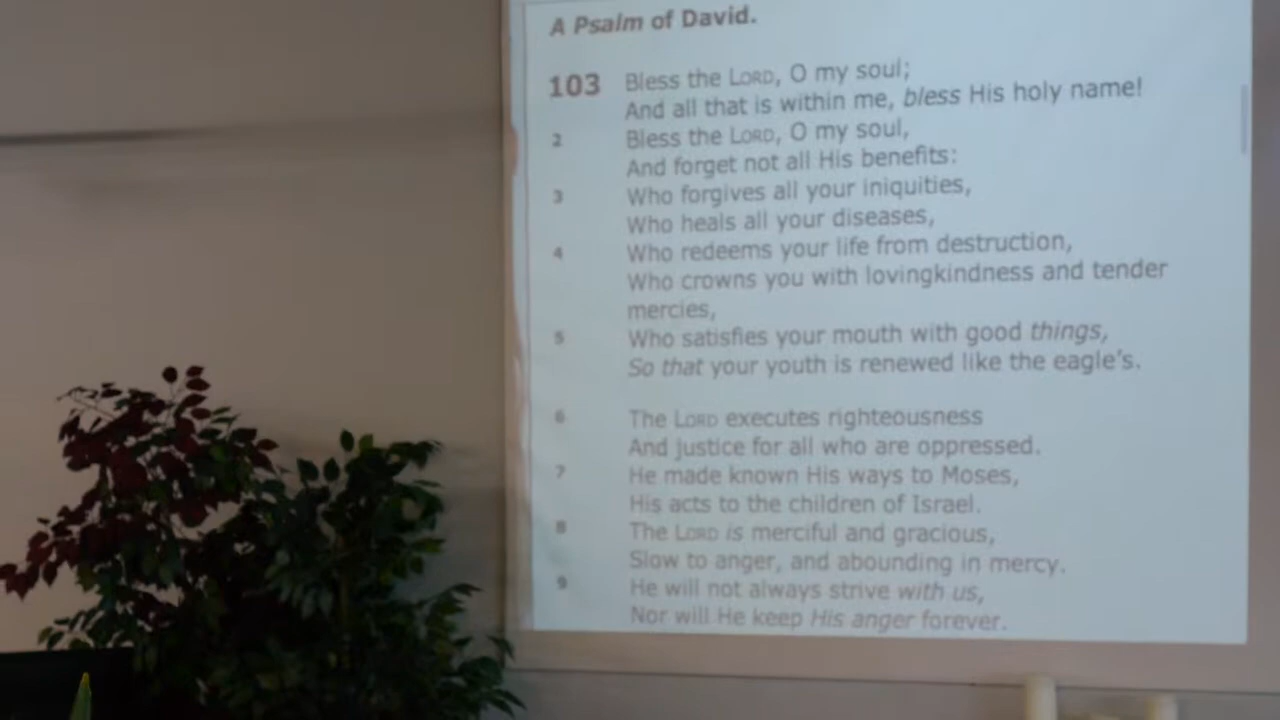 A Psalm of David.
103 Bless the LORD, O my soul;
And all that is within me, bless His holy name!
2 Bless the LORD, O my soul,
And forget not all His benefits:
3 Who forgives all your iniquities,
Who heals all your diseases,
4 Who redeems your life from destruction,
Who crowns you with lovingkindness and tender
mercies,
5 Who satisfies your mouth with good things,
So that your youth is renewed like the eagle's.
6 The LORD executes righteousness
And justice for all who are oppressed.
7 He made known His ways to Moses,
His acts to the children of Israel.
8 The LORD is merciful and gracious,
Slow to anger, and abounding in mercy.
9 He will not always strive with us,
Nor will He keep His anger forever.